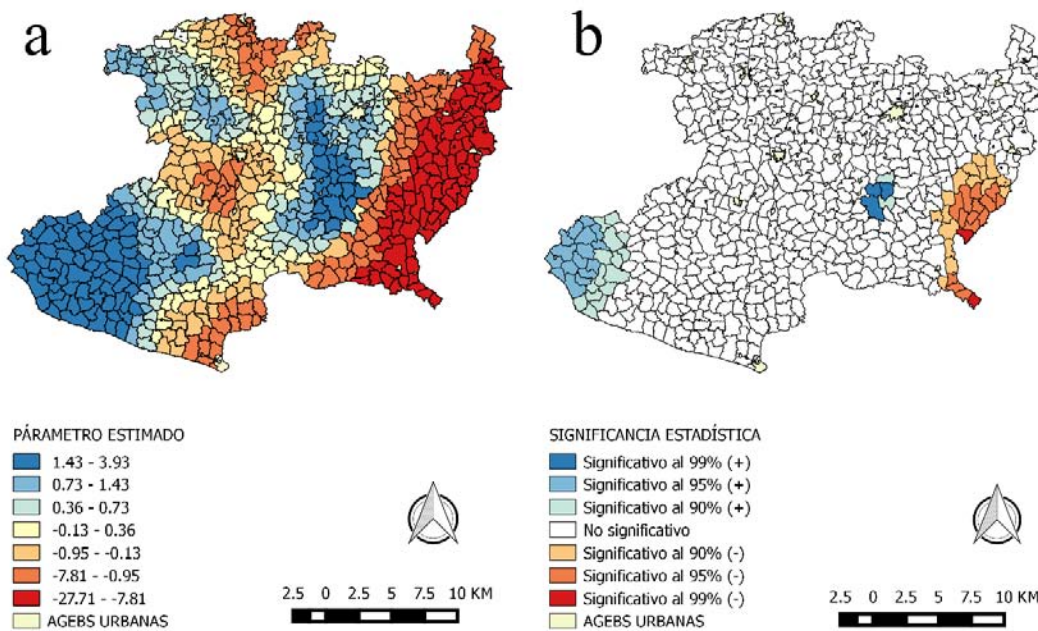 a
b
PÁRAMETRO ESTIMADO
1.43 - 3.93
0.73 - 1.43
0.36 - 0.73
-0.13 - 0.36
-0.95 - -0.13
-7.81 - -0.95
-27.71 - -7.81
AGEBS URBANAS
2.5 0 2.5 5 7.5 10 KM
SIGNIFICANCIA ESTADÍSTICA
Significativo al 99% (+)
Significativo al 95% (+)
Significativo al 90% (+)
No significativo
Significativo al 90% (-)
Significativo al 95% (-)
Significativo al 99% (-)
AGEBS URBANAS
2.5 0 2.5 5 7.5 10 KM